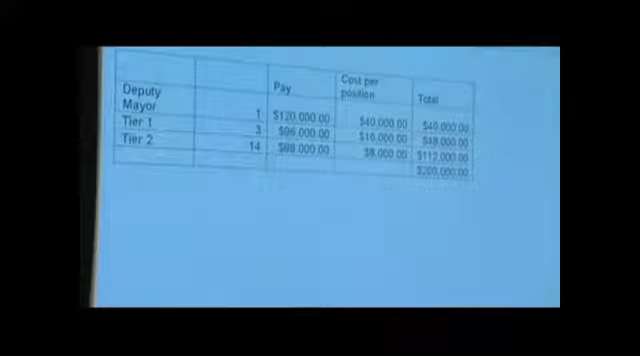 Pay Cost per position Total
Deputy Mayor 1 $120,000.00 $40,000.00 $40,000.00
Tier 1 3 $96,000.00 $16,000.00 $48,000.00
Tier 2 14 $88,000.00 $8,000.00 $112,000.00
$200,000.00